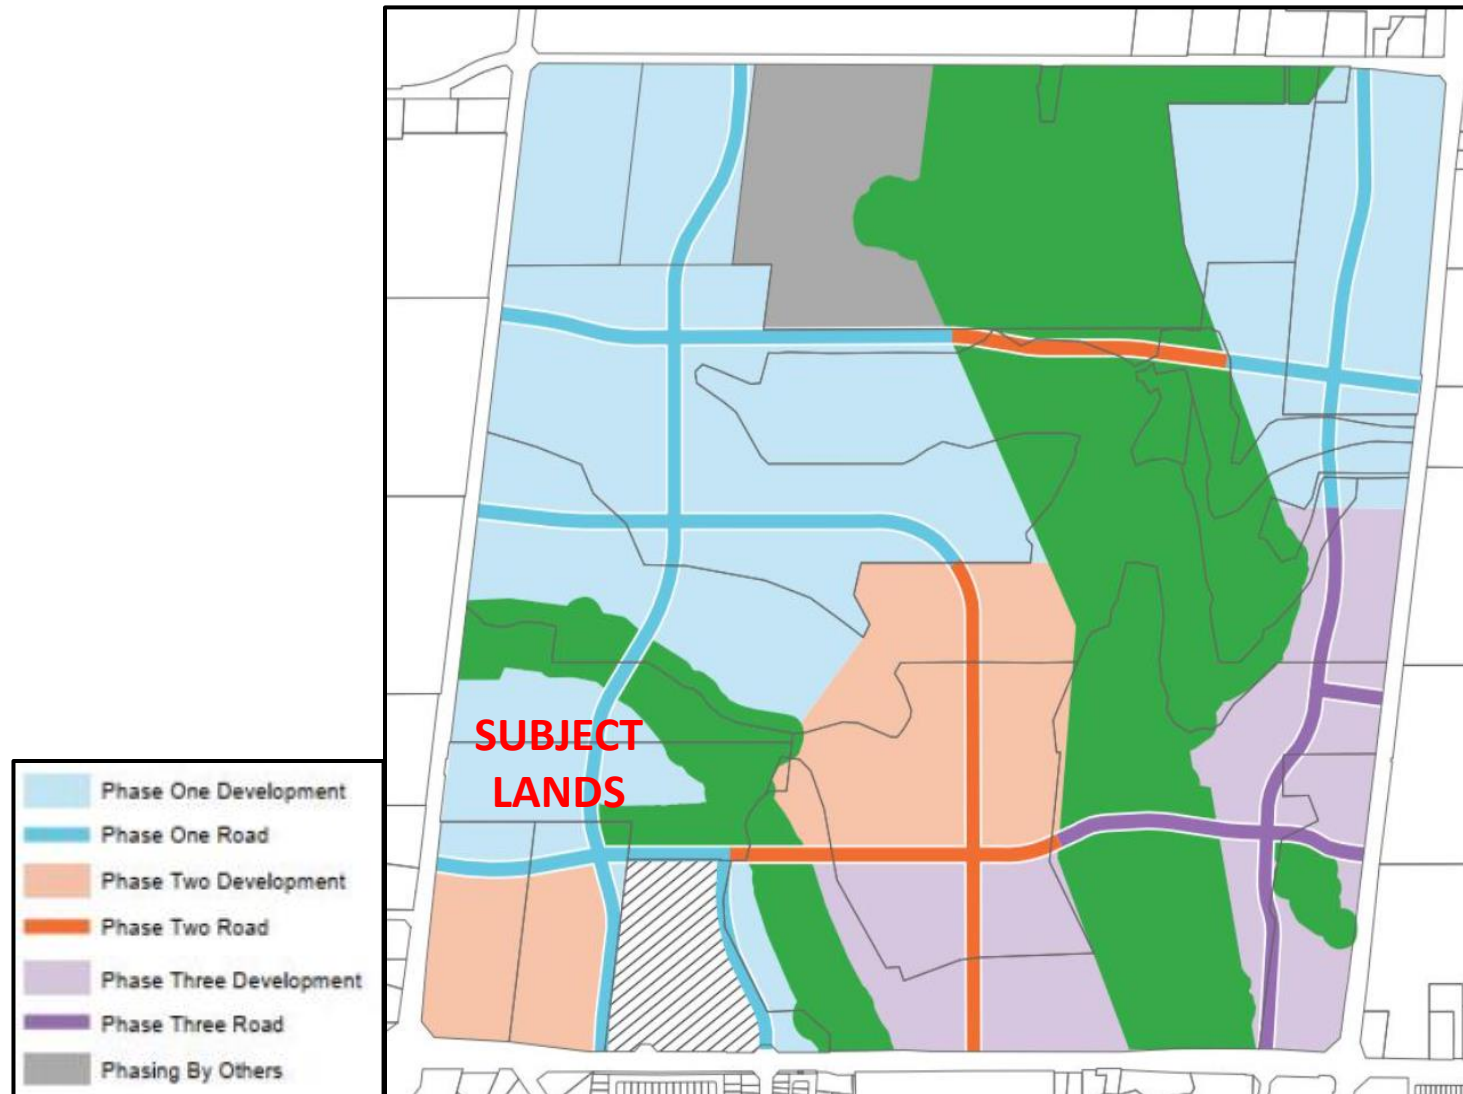 SUBJECT
LANDS
Phase One Development
Phase One Road
Phase Two Development
Phase Two Road
Phase Three Development
Phase Three Road
Phasing By Others